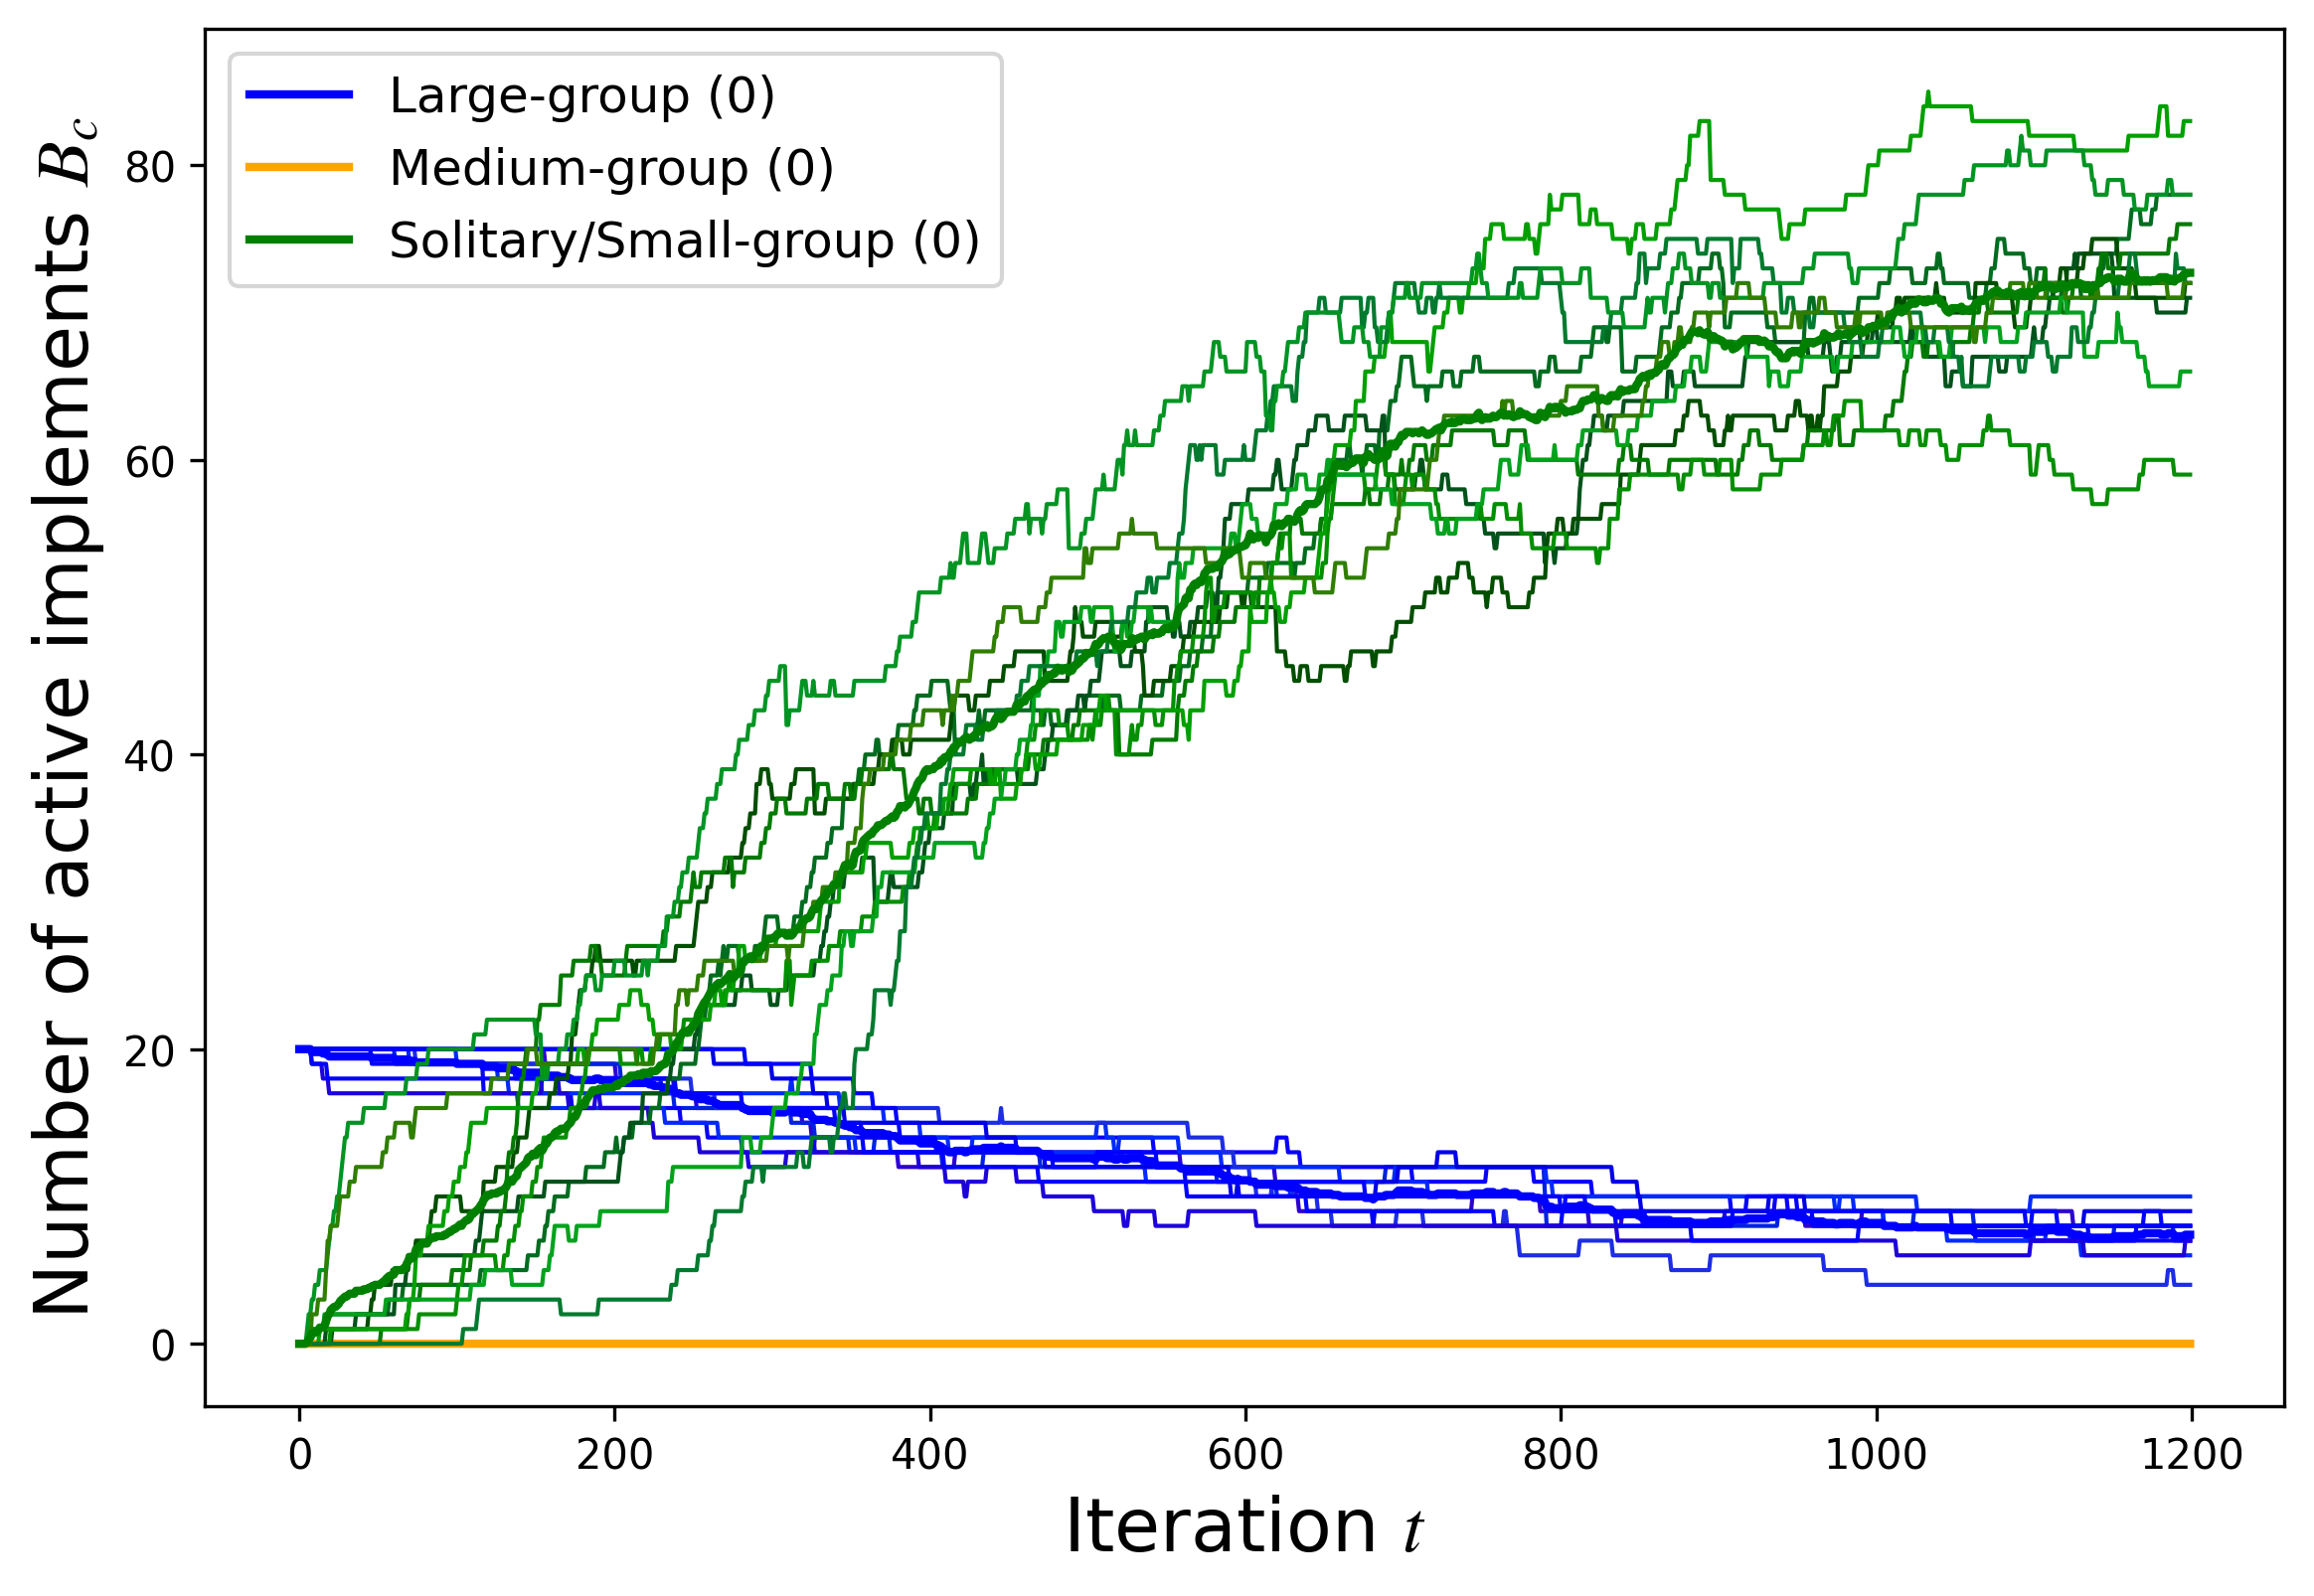 Large-group (0)
Medium-group (0)
Solitary/Small-group (0)
Number of active implements B_c
80
60
40
20
0
0 200 400 600 800 1000 1200
Iteration t